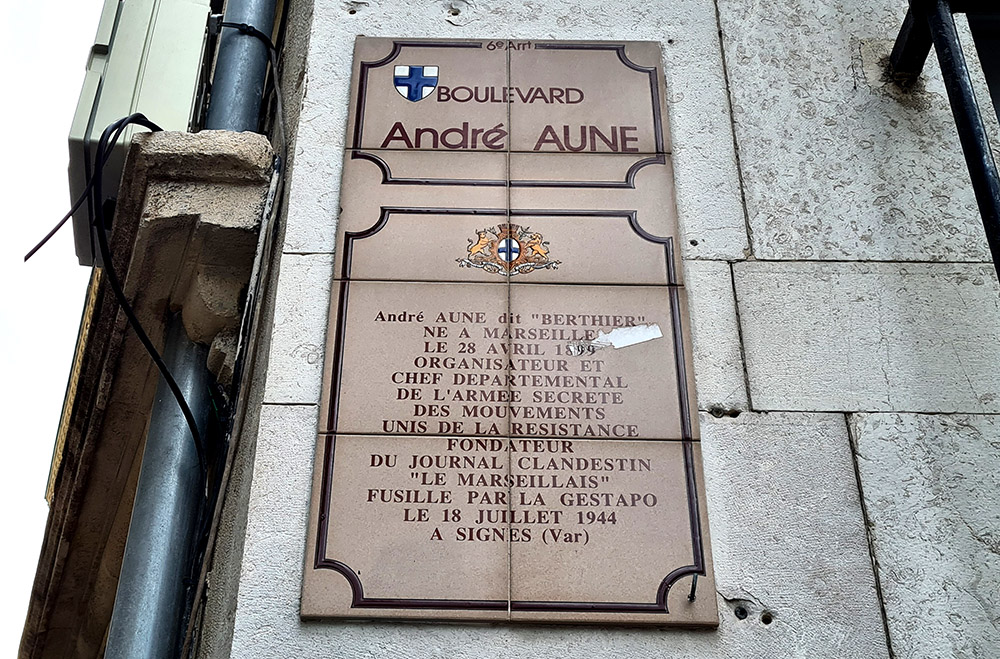 6e Arrt
BOULEVARD
André AUNE
André AUNE dit "BERTHIER"
NE A MARSEILLE
LE 28 AVRIL 1899
ORGANISATEUR ET
CHEF DEPARTEMENTAL
DE L'ARMEE SECRETE
DES MOUVEMENTS
UNIS DE LA RESISTANCE
FONDATEUR
DU JOURNAL CLANDESTIN
"LE MARSEILLAIS"
FUSILLE PAR LA GESTAPO
LE 18 JUILLET 1944
A SIGNES (Var)